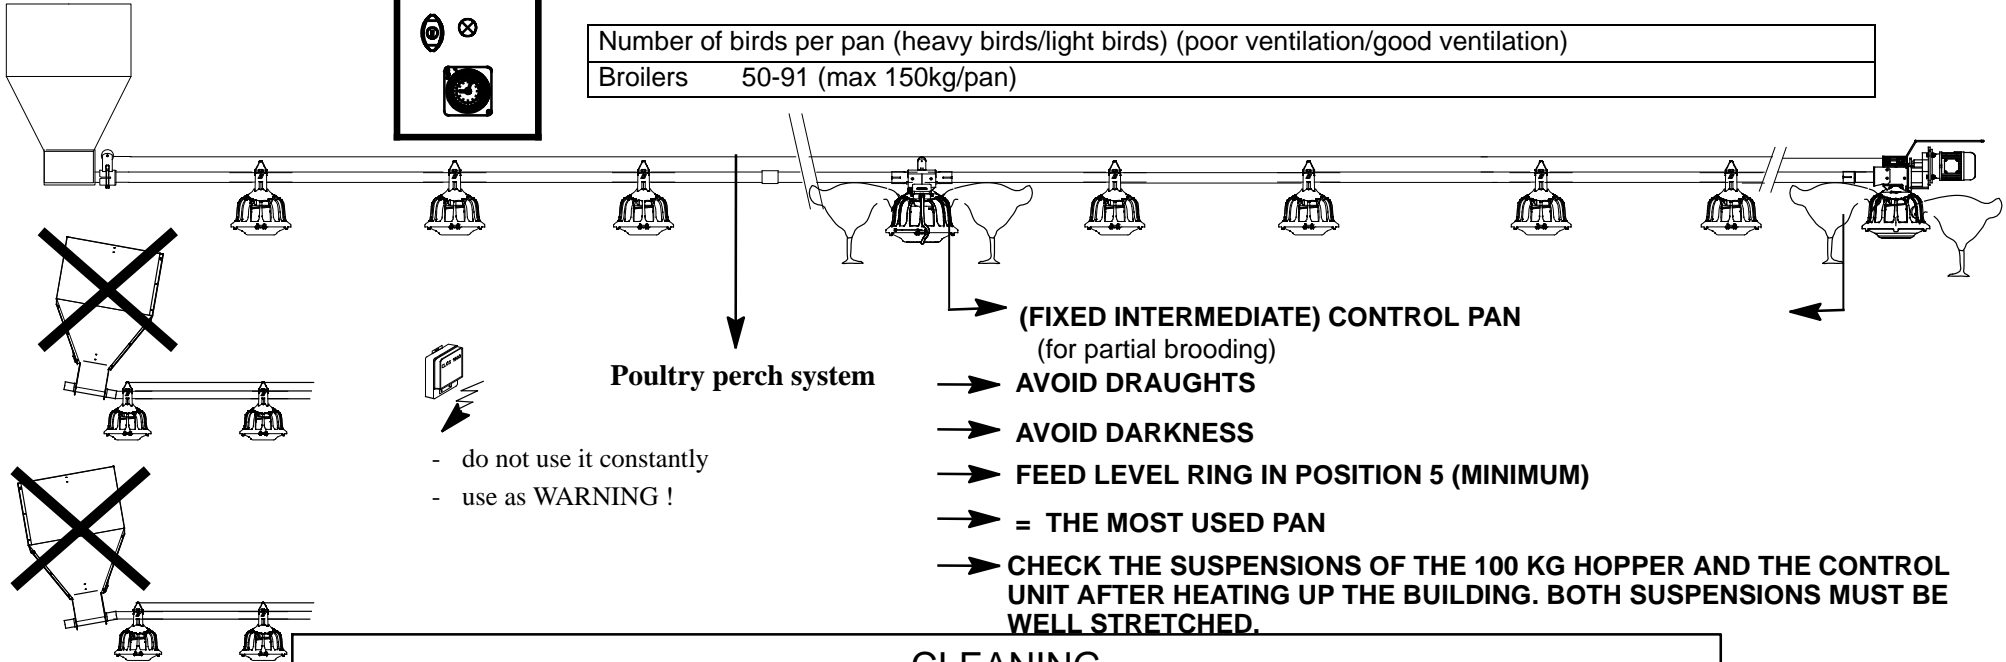 Number of birds per pan (heavy birds/light birds) (poor ventilation/good ventilation)
Broilers 50-91 (max 150kg/pan)
(FIXED INTERMEDIATE) CONTROL PAN
(for partial brooding)
Poultry perch system
AVOID DRAUGHTS
AVOID DARKNESS
- do not use it constantly
- use as WARNING !
FEED LEVEL RING IN POSITION 5 (MINIMUM)
= THE MOST USED PAN
CHECK THE SUSPENSIONS OF THE 100 KG HOPPER AND THE CONTROL
UNIT AFTER HEATING UP THE BUILDING. BOTH SUSPENSIONS MUST BE
WELL STRETCHED.
CLEANING